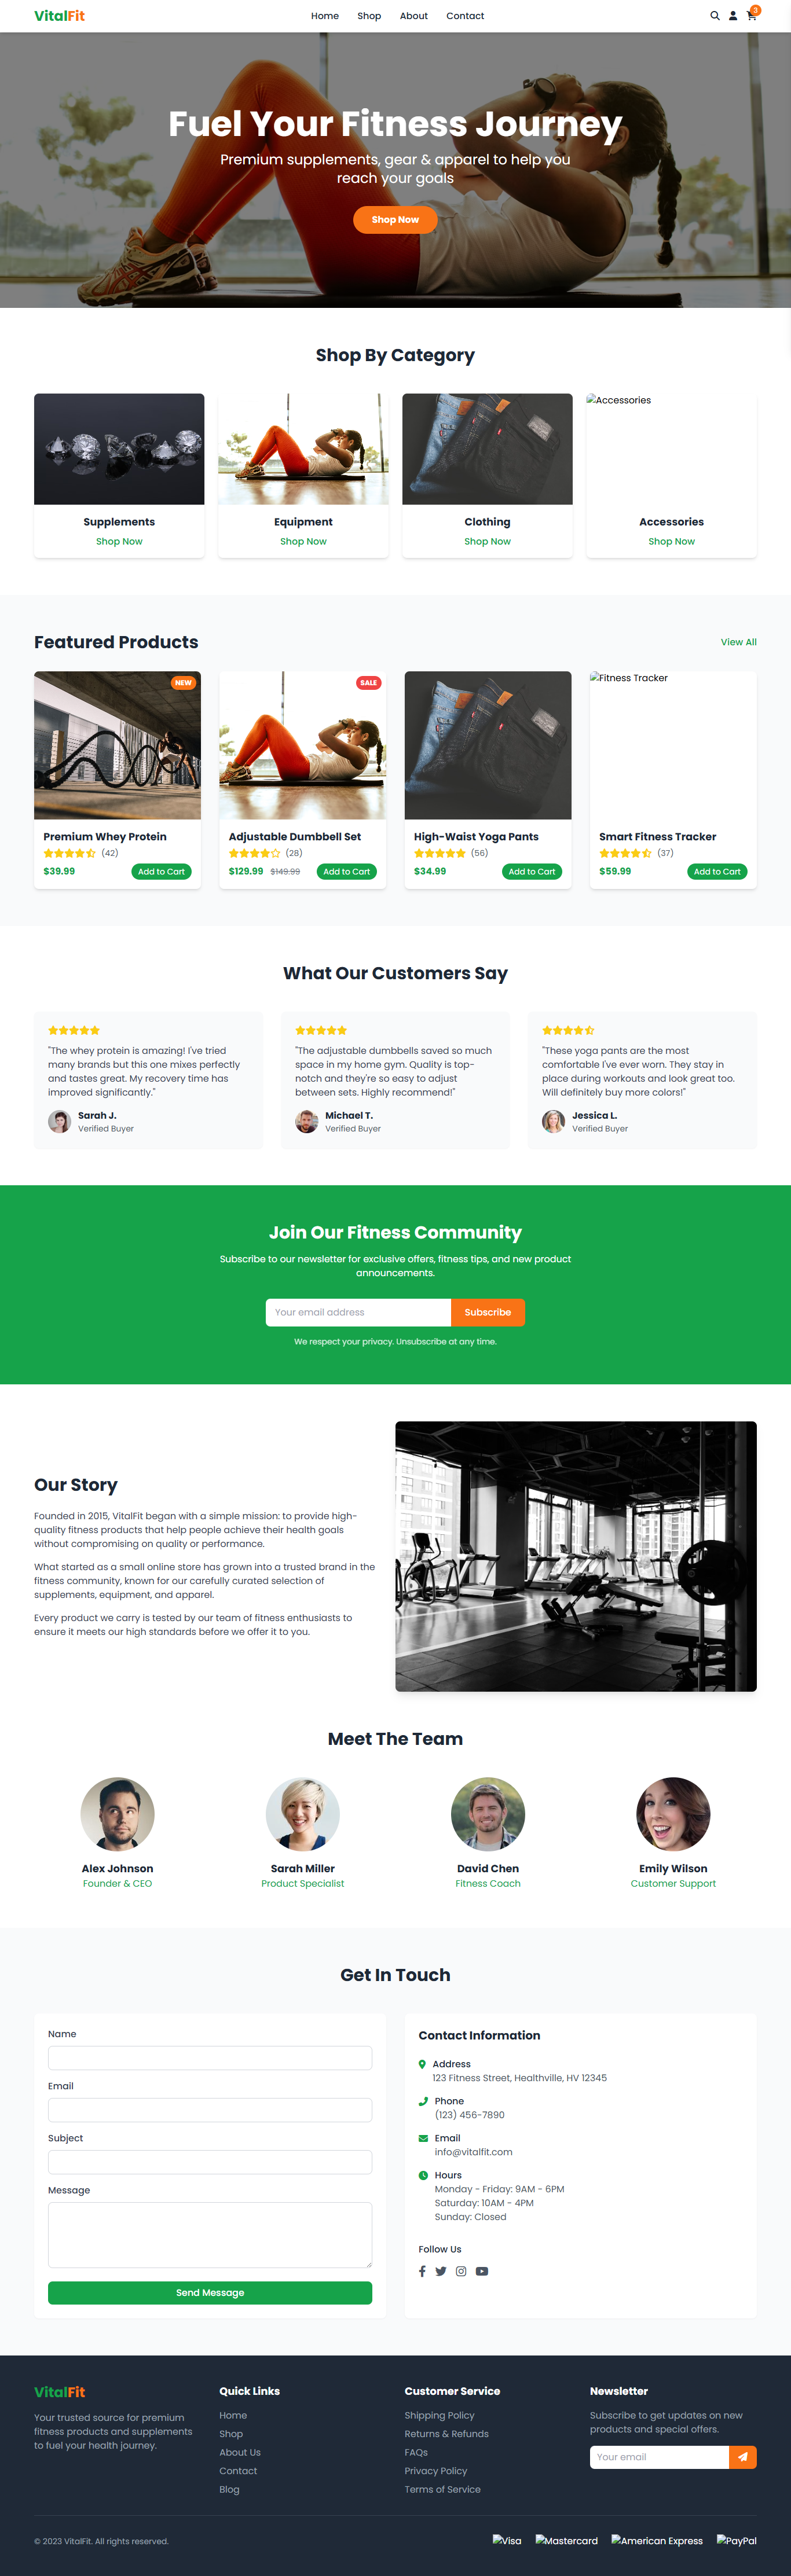 VitalFit
Home Shop About Contact
3
Fuel Your Fitness Journey
Premium supplements, gear & apparel to help you
reach your goals
Shop Now
Shop By Category
Accessories
Supplements
Shop Now
Equipment
Shop Now
Clothing
Shop Now
Accessories
Shop Now
Featured Products
View All
NEW
SALE
Fitness Tracker
Premium Whey Protein
(42)
$39.99
Add to Cart
Adjustable Dumbbell Set
(28)
$129.99 $149.99
Add to Cart
High-Waist Yoga Pants
(56)
$34.99
Add to Cart
Smart Fitness Tracker
(37)
$59.99
Add to Cart
What Our Customers Say
"The whey protein is amazing! I've tried
many brands but this one mixes perfectly
and tastes great. My recovery time has
improved significantly."
Sarah J.
Verified Buyer
"The adjustable dumbbells saved so much
space in my home gym. Quality is top-
notch and they're so easy to adjust
between sets. Highly recommend!"
Michael T.
Verified Buyer
"These yoga pants are the most
comfortable I've ever worn. They stay in
place during workouts and look great too.
Will definitely buy more colors!"
Jessica L.
Verified Buyer
Join Our Fitness Community
Subscribe to our newsletter for exclusive offers, fitness tips, and new product
announcements.
Your email address
Subscribe
We respect your privacy. Unsubscribe at any time.
Our Story
Founded in 2015, VitalFit began with a simple mission: to provide high-
quality fitness products that help people achieve their health goals
without compromising on quality or performance.
What started as a small online store has grown into a trusted brand in the
fitness community, known for our carefully curated selection of
supplements, equipment, and apparel.
Every product we carry is tested by our team of fitness enthusiasts to
ensure it meets our high standards before we offer it to you.
Meet The Team
Alex Johnson
Founder & CEO
Sarah Miller
Product Specialist
David Chen
Fitness Coach
Emily Wilson
Customer Support
Get In Touch
Name
Email
Subject
Message
Send Message
Contact Information
Address
123 Fitness Street, Healthville, HV 12345
Phone
(123) 456-7890
Email
info@vitalfit.com
Hours
Monday - Friday: 9AM - 6PM
Saturday: 10AM - 4PM
Sunday: Closed
Follow Us
VitalFit
Your trusted source for premium
fitness products and supplements
to fuel your health journey.
Quick Links
Home
Shop
About Us
Contact
Blog
Customer Service
Shipping Policy
Returns & Refunds
FAQs
Privacy Policy
Terms of Service
Newsletter
Subscribe to get updates on new
products and special offers.
Your email
© 2023 VitalFit. All rights reserved.
Visa Mastercard American Express PayPal